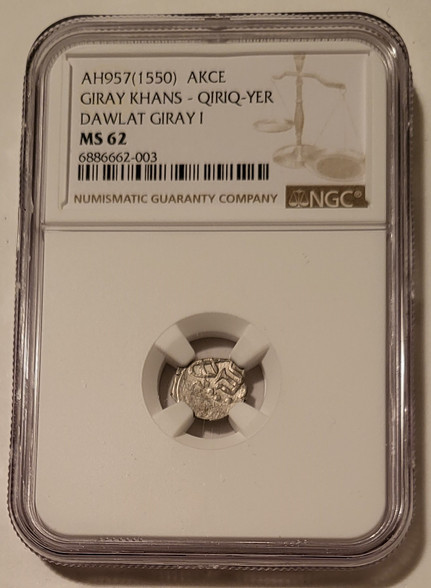 AH957(1550) AKCE
GIRAY KHANS - QIRIQ-YER
DAWLAT GIRAY I
MS 62
6886662-003
NUMISMATIC GUARANTY COMPANY NGC®